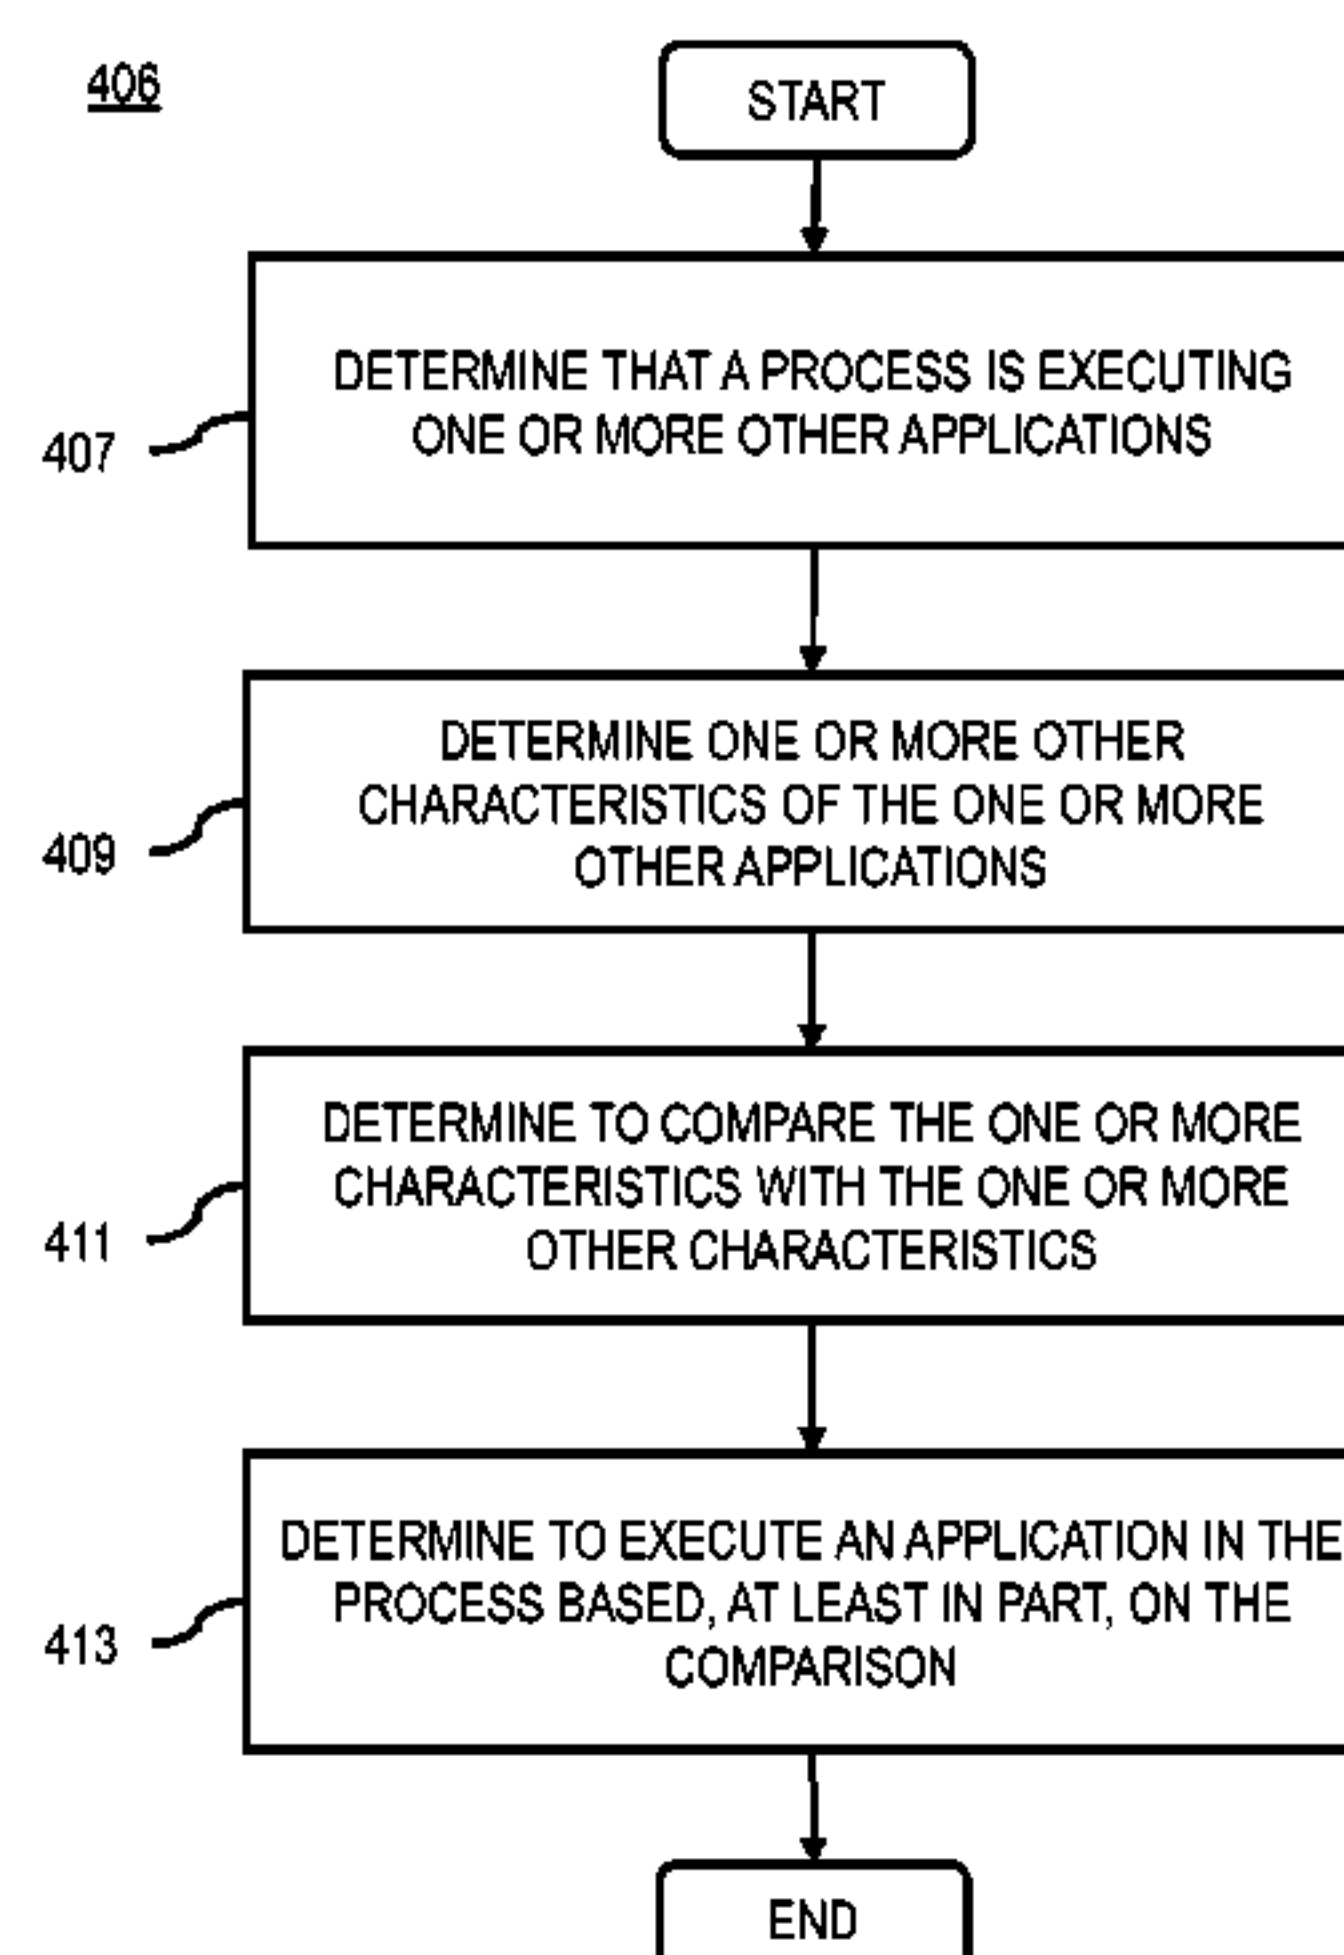 406
START
DETERMINE THAT A PROCESS IS EXECUTING
ONE OR MORE OTHER APPLICATIONS
407
DETERMINE ONE OR MORE OTHER
CHARACTERISTICS OF THE ONE OR MORE
OTHER APPLICATIONS
409
DETERMINE TO COMPARE THE ONE OR MORE
CHARACTERISTICS WITH THE ONE OR MORE
OTHER CHARACTERISTICS
411
DETERMINE TO EXECUTE AN APPLICATION IN THE
PROCESS BASED, AT LEAST IN PART, ON THE
COMPARISON
413
END